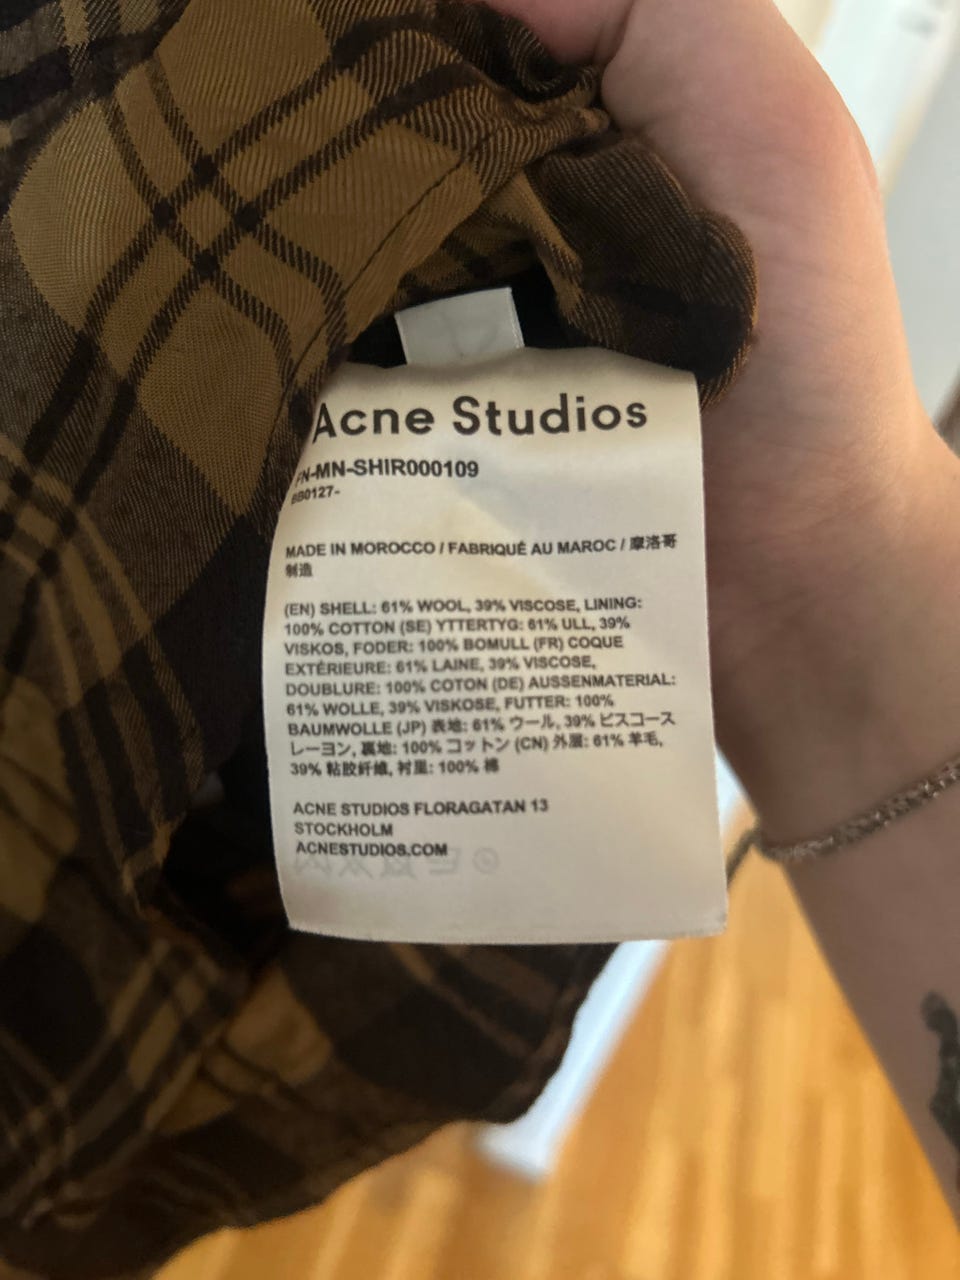 Acne Studios
FN-MN-SHIR000109
BB0127-
MADE IN MOROCCO / FABRIQUÉ AU MAROC / 摩洛哥
制造
(EN) SHELL: 61% WOOL, 39% VISCOSE, LINING:
100% COTTON (SE) YTTERTYG: 61% ULL, 39%
VISKOS, FODER: 100% BOMULL (FR) COQUE
EXTÉRIEURE: 61% LAINE, 39% VISCOSE,
DOUBLURE: 100% COTON (DE) AUSSENMATERIAL:
61% WOLLE, 39% VISKOSE, FUTTER: 100%
BAUMWOLLE (JP) 表地: 61% ウール, 39% ビスコース
レーヨン, 裏地: 100% コットン (CN) 外层: 61% 羊毛,
39% 粘胶纤维, 衬里: 100% 棉
ACNE STUDIOS FLORAGATAN 13
STOCKHOLM
ACNESTUDIOS.COM